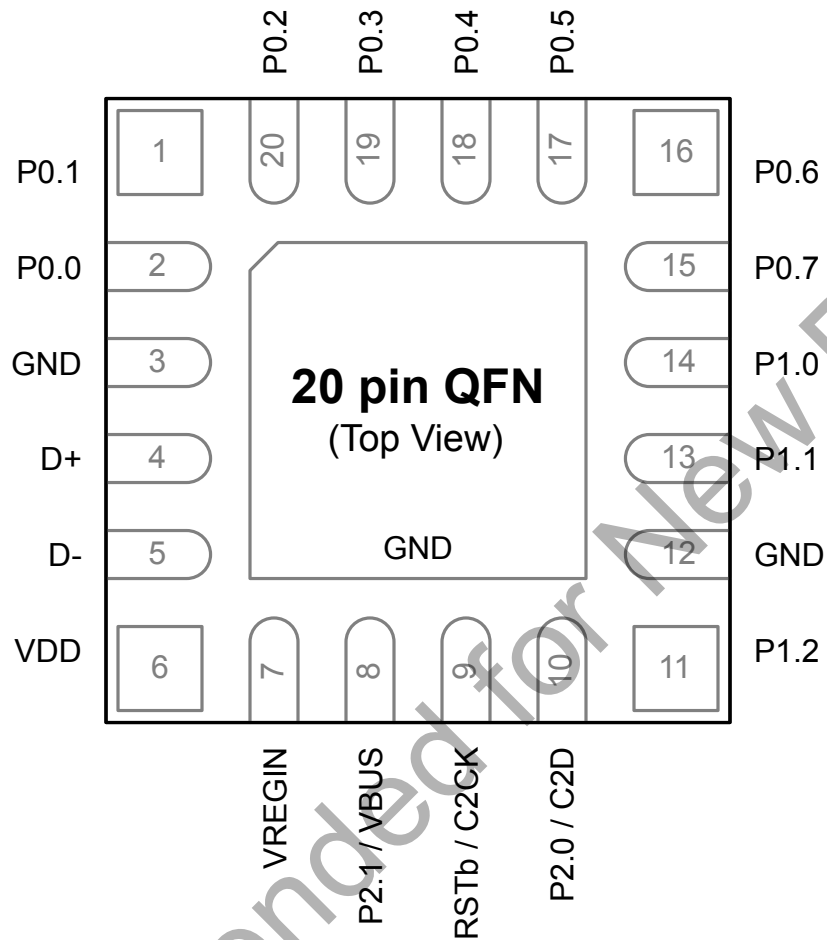 P0.2
P0.3
P0.4
P0.5
1
20
19
18
17
16
P0.1
P0.6
P0.0
2
15
P0.7
GND
3
14
P1.0
20 pin QFN
(Top View)
D+
4
13
P1.1
D-
5
GND
12
GND
VDD
6
7
8
9
10
11
P1.2
VREGIN
P2.1 / VBUS
RSTb / C2CK
P2.0 / C2D
ended for New